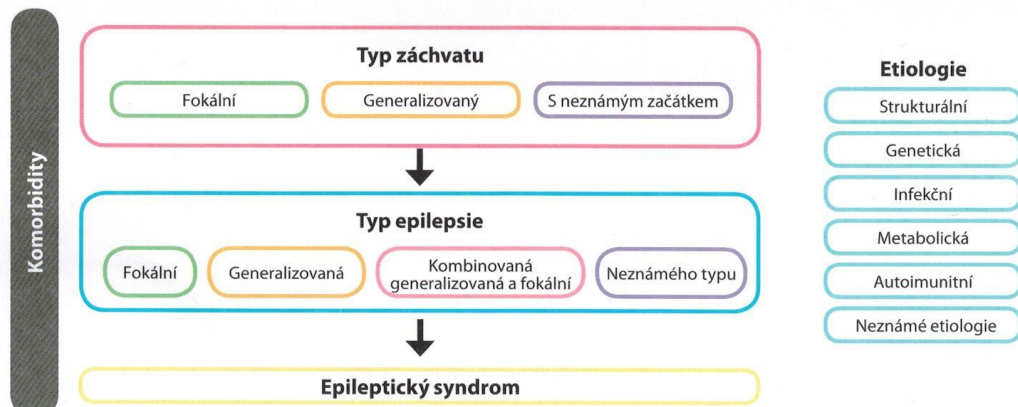 Komorbidity
Typ záchvatu
Fokální
Generalizovaný
S neznámým začátkem
Typ epilepsie
Fokální
Generalizovaná
Kombinovaná
generalizovaná a fokální
Neznámého typu
Epileptický syndrom
Etiologie
Strukturální
Genetická
Infekční
Metabolická
Autoimunitní
Neznámé etiologie